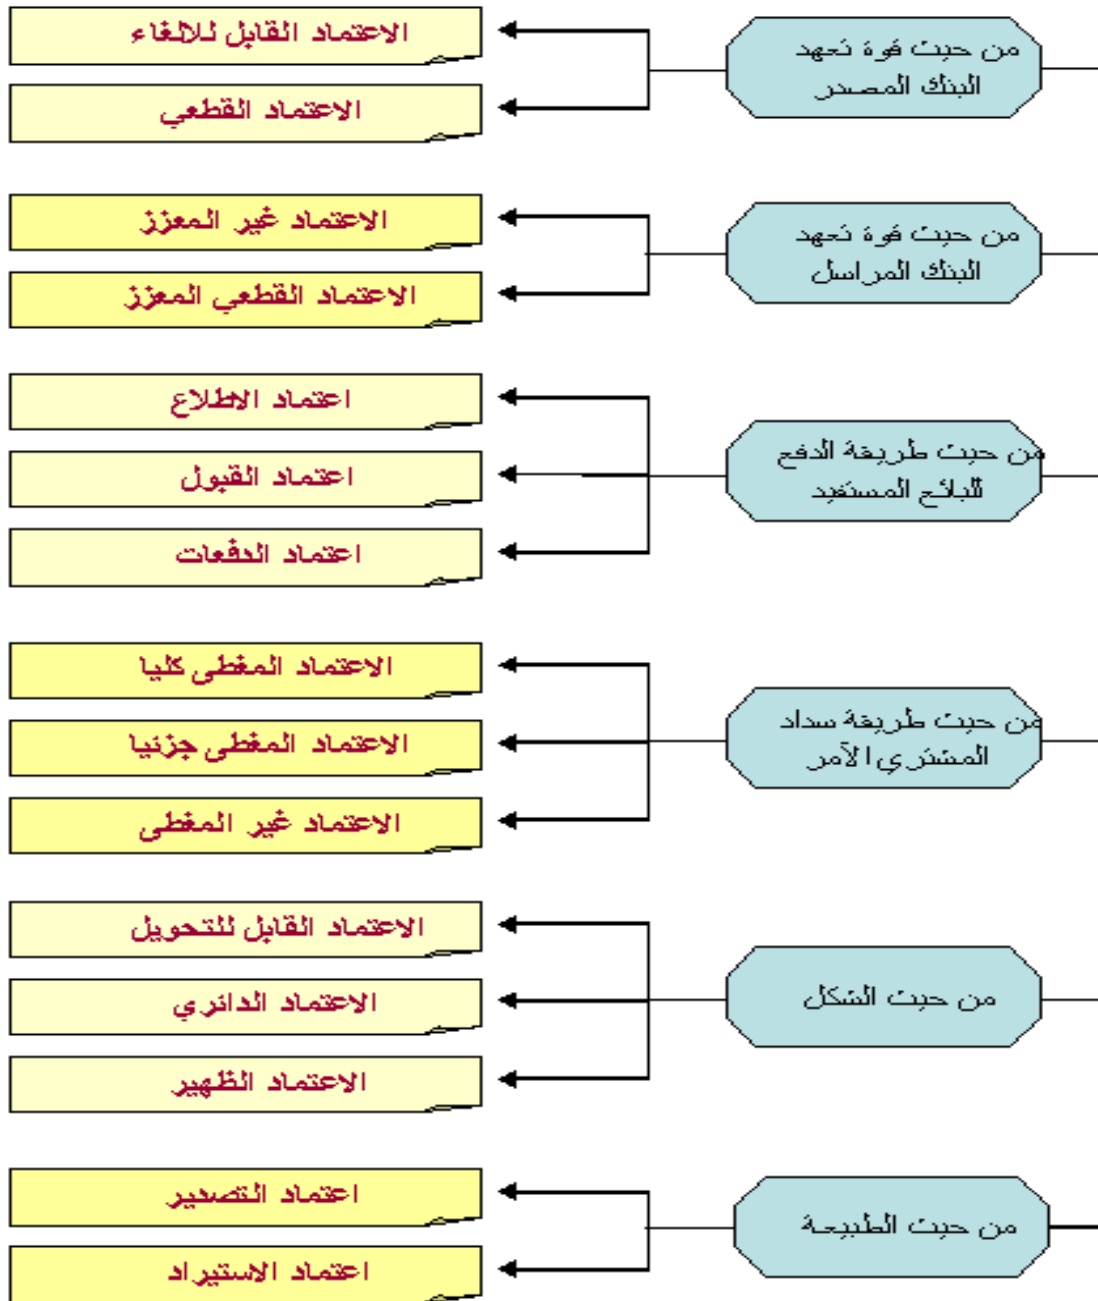 من حيث قوة تعهد
البنك المصدر
الاعتماد القابل للالغاء
الاعتماد القطعي
من حيث قوة تعهد
البنك المراسل
الاعتماد غير المعزز
الاعتماد القطعي المعزز
من حيث طريقة الدفع
للبائع المستفيد
اعتماد الاطلاع
اعتماد القبول
اعتماد الدفعات
من حيث طريقة سداد
المشتري الآمر
الاعتماد المغطى كليا
الاعتماد المغطى جزئيا
الاعتماد غير المغطى
من حيث الشكل
الاعتماد القابل للتحويل
الاعتماد الدائري
الاعتماد الظهير
من حيث الطبيعة
اعتماد التصدير
اعتماد الاستيراد